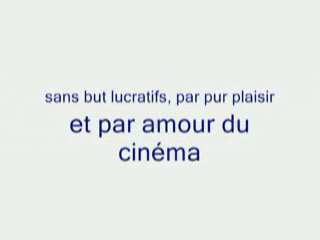 sans but lucratifs, par pur plaisir
et par amour du
cinéma